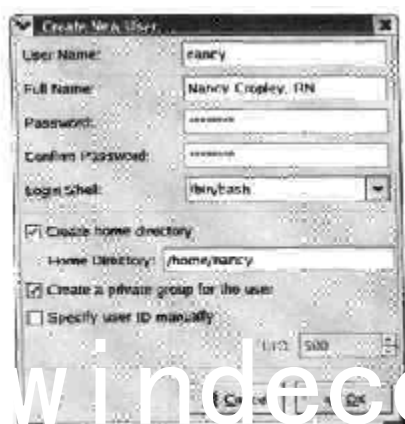 Create New User
User Name: nancy
Full Name: Nancy Cropley, RN
Password: ********
Confirm Password: ********
Login Shell: /bin/bash
Create home directory
Home Directory: /home/nancy
Create a private group for the user
Specify user ID manually
UID: 500
Cancel OK
windeco